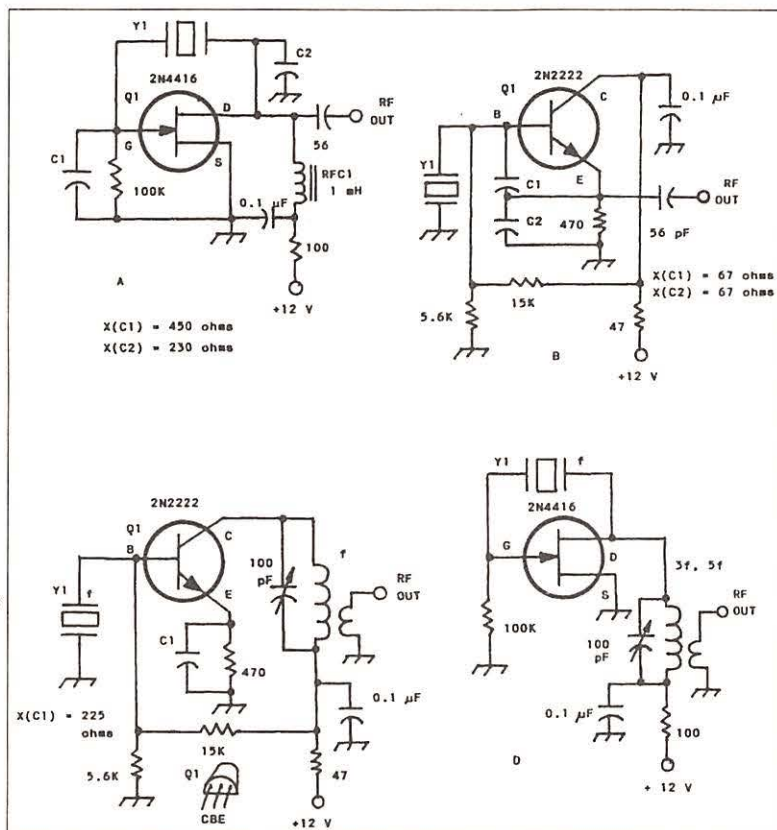 Y1
C2
2N4416
Q1
D
RF
OUT
56
G
S
C1
100K
RFC1
1 mH
0.1 µF
100
A
+12 V
X(C1) = 450 ohms
X(C2) = 230 ohms
2N2222
Q1
C
0.1 µF
B
Y1
C1
E
RF
OUT
C2
470
56 pF
X(C1) = 67 ohms
X(C2) = 67 ohms
15K
5.6K
47
B
+12 V
2N2222
Q1
C
B
100
pF
f
Y1
f
E
RF
OUT
C1
470
X(C1) = 225
ohms
0.1 µF
15K
5.6K
Q1
47
CBE
+12 V
Y1
f
2N4416
G
D
3f, 5f
S
RF
OUT
100K
100
pF
0.1 µF
100
D
+ 12 V